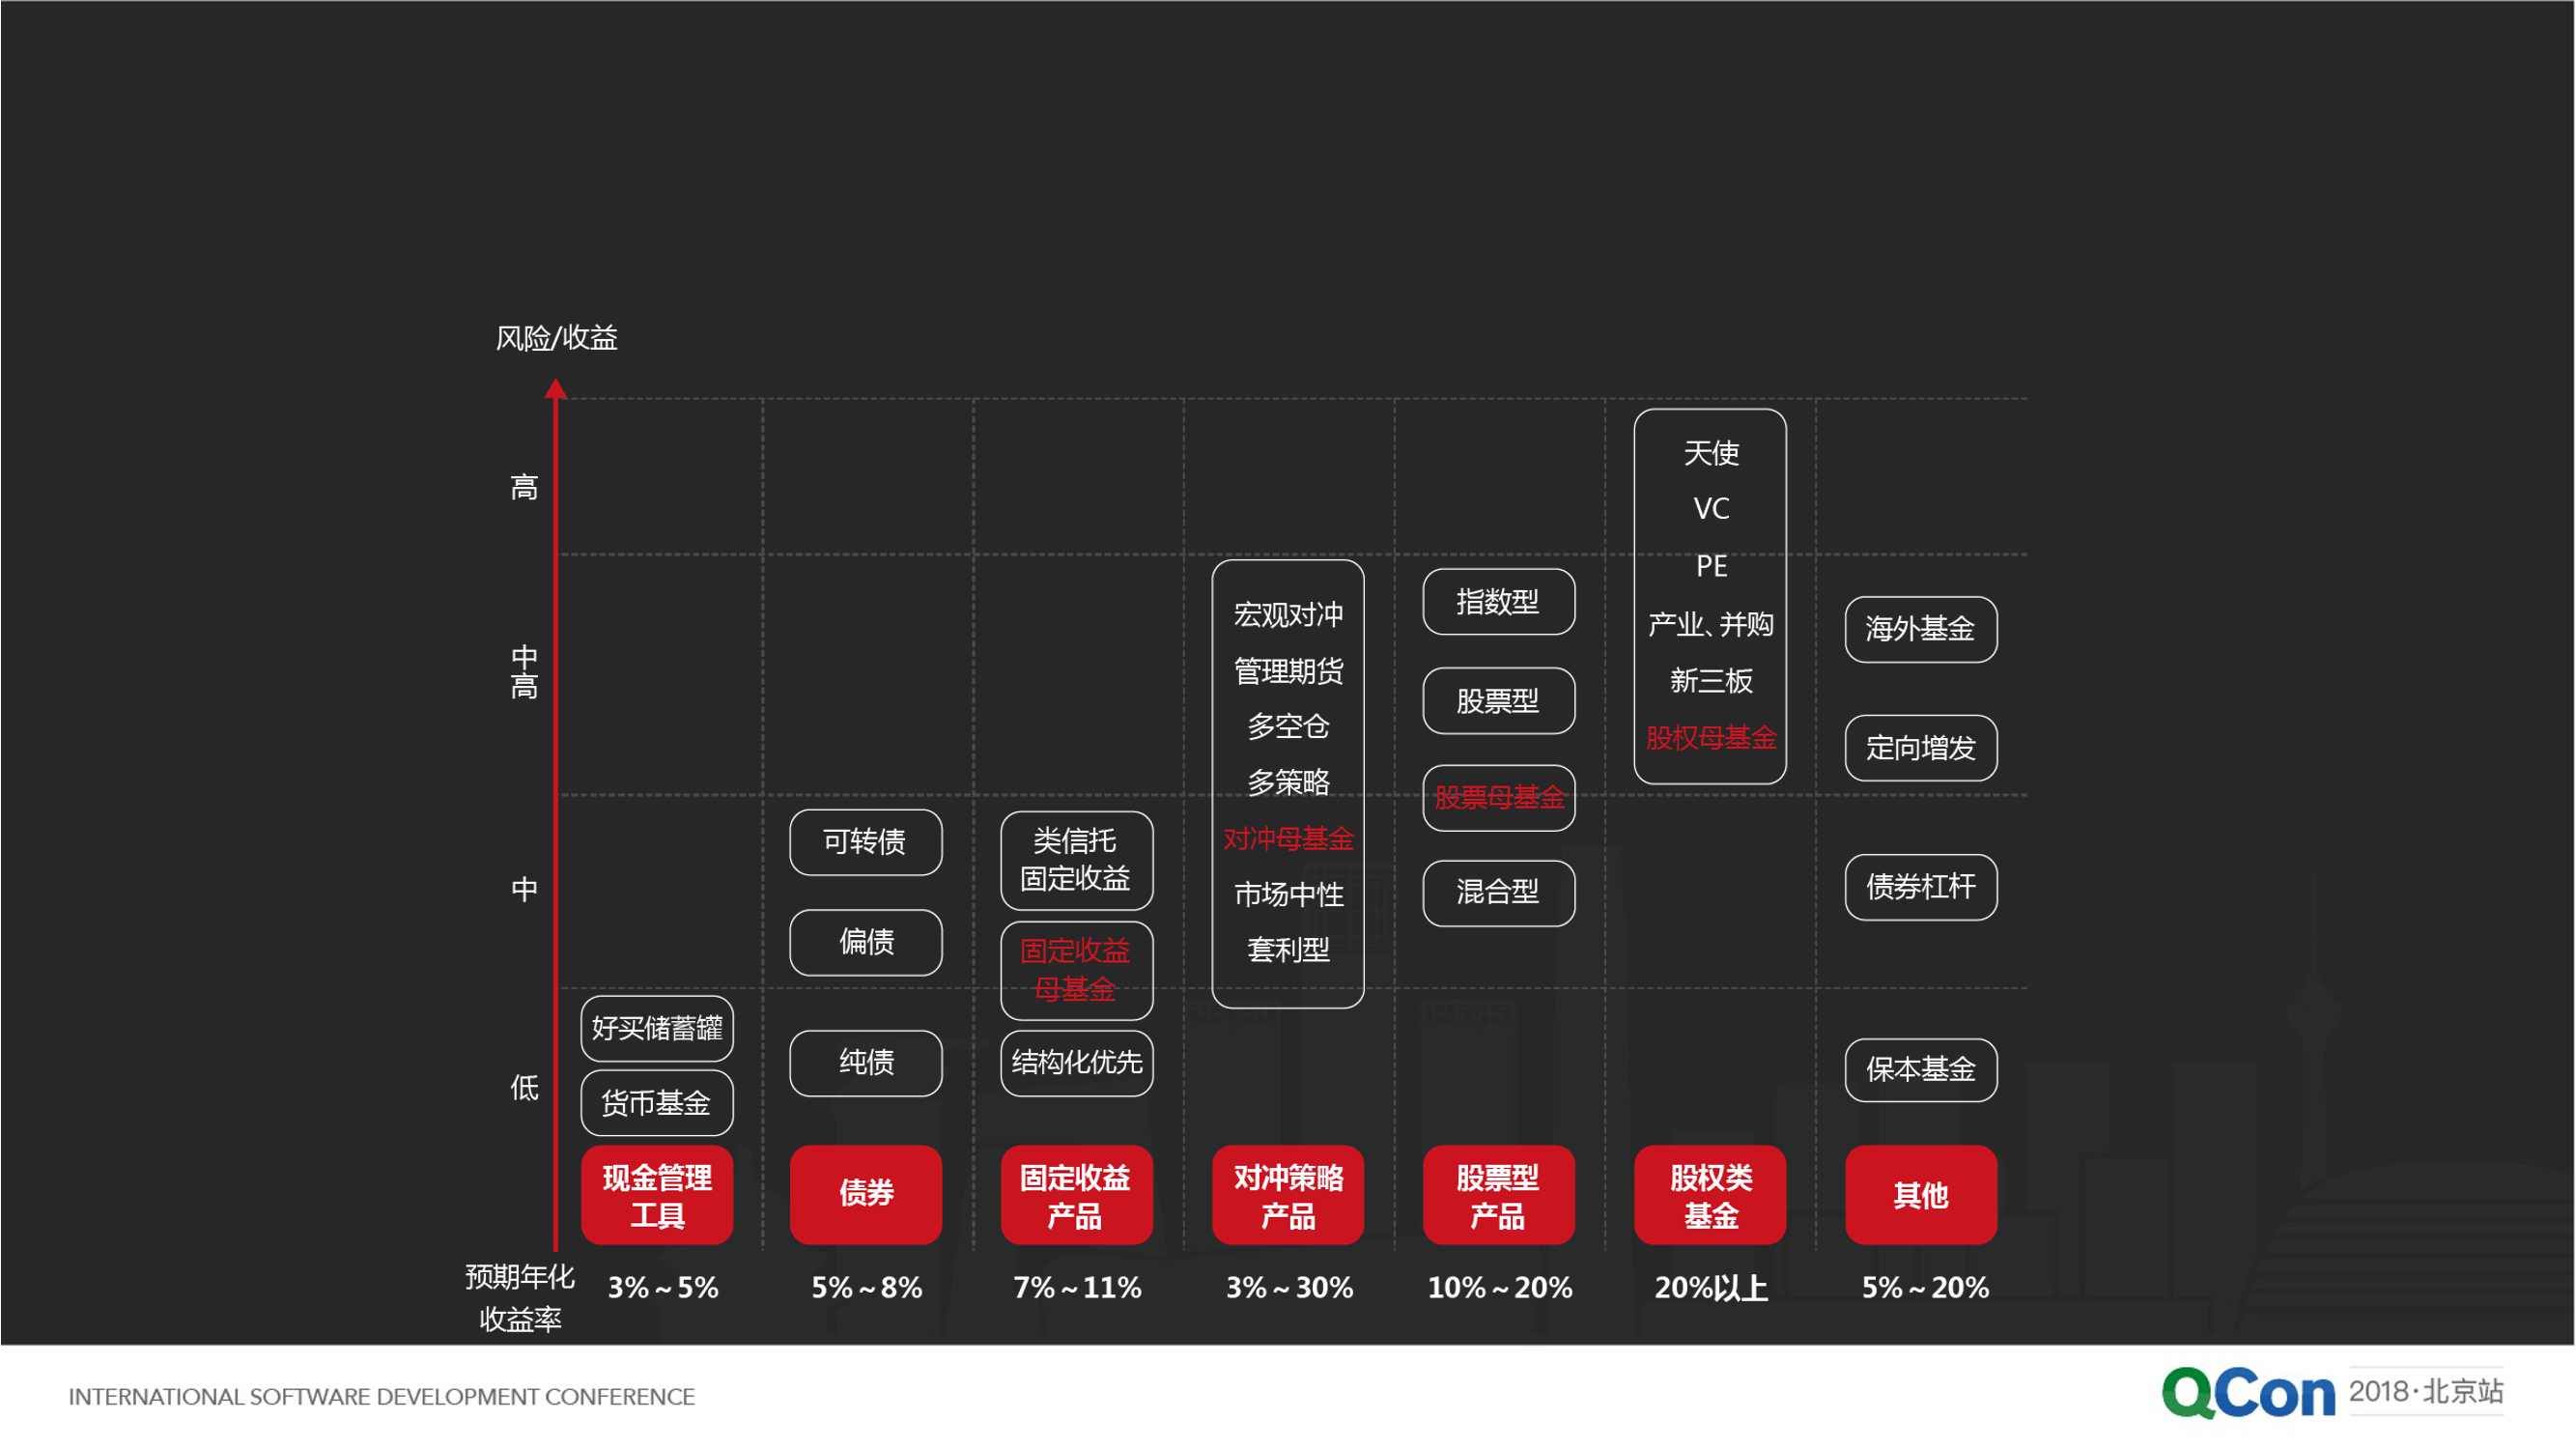 风险/收益
高
中
高
中
低
好买储蓄罐
货币基金
现金管理
工具
可转债
偏债
纯债
债券
类信托
固定收益
固定收益
母基金
结构化优先
固定收益
产品
宏观对冲
管理期货
多空仓
多策略
对冲母基金
市场中性
套利型
对冲策略
产品
指数型
股票型
股票母基金
混合型
股票型
产品
天使
VC
PE
产业、并购
新三板
股权母基金
股权类
基金
海外基金
定向增发
债券杠杆
保本基金
其他
预期年化
收益率
3%~5%
5%~8%
7%~11%
3%~30%
10%~20%
20%以上
5%~20%
INTERNATIONAL SOFTWARE DEVELOPMENT CONFERENCE
QCon 2018·北京站